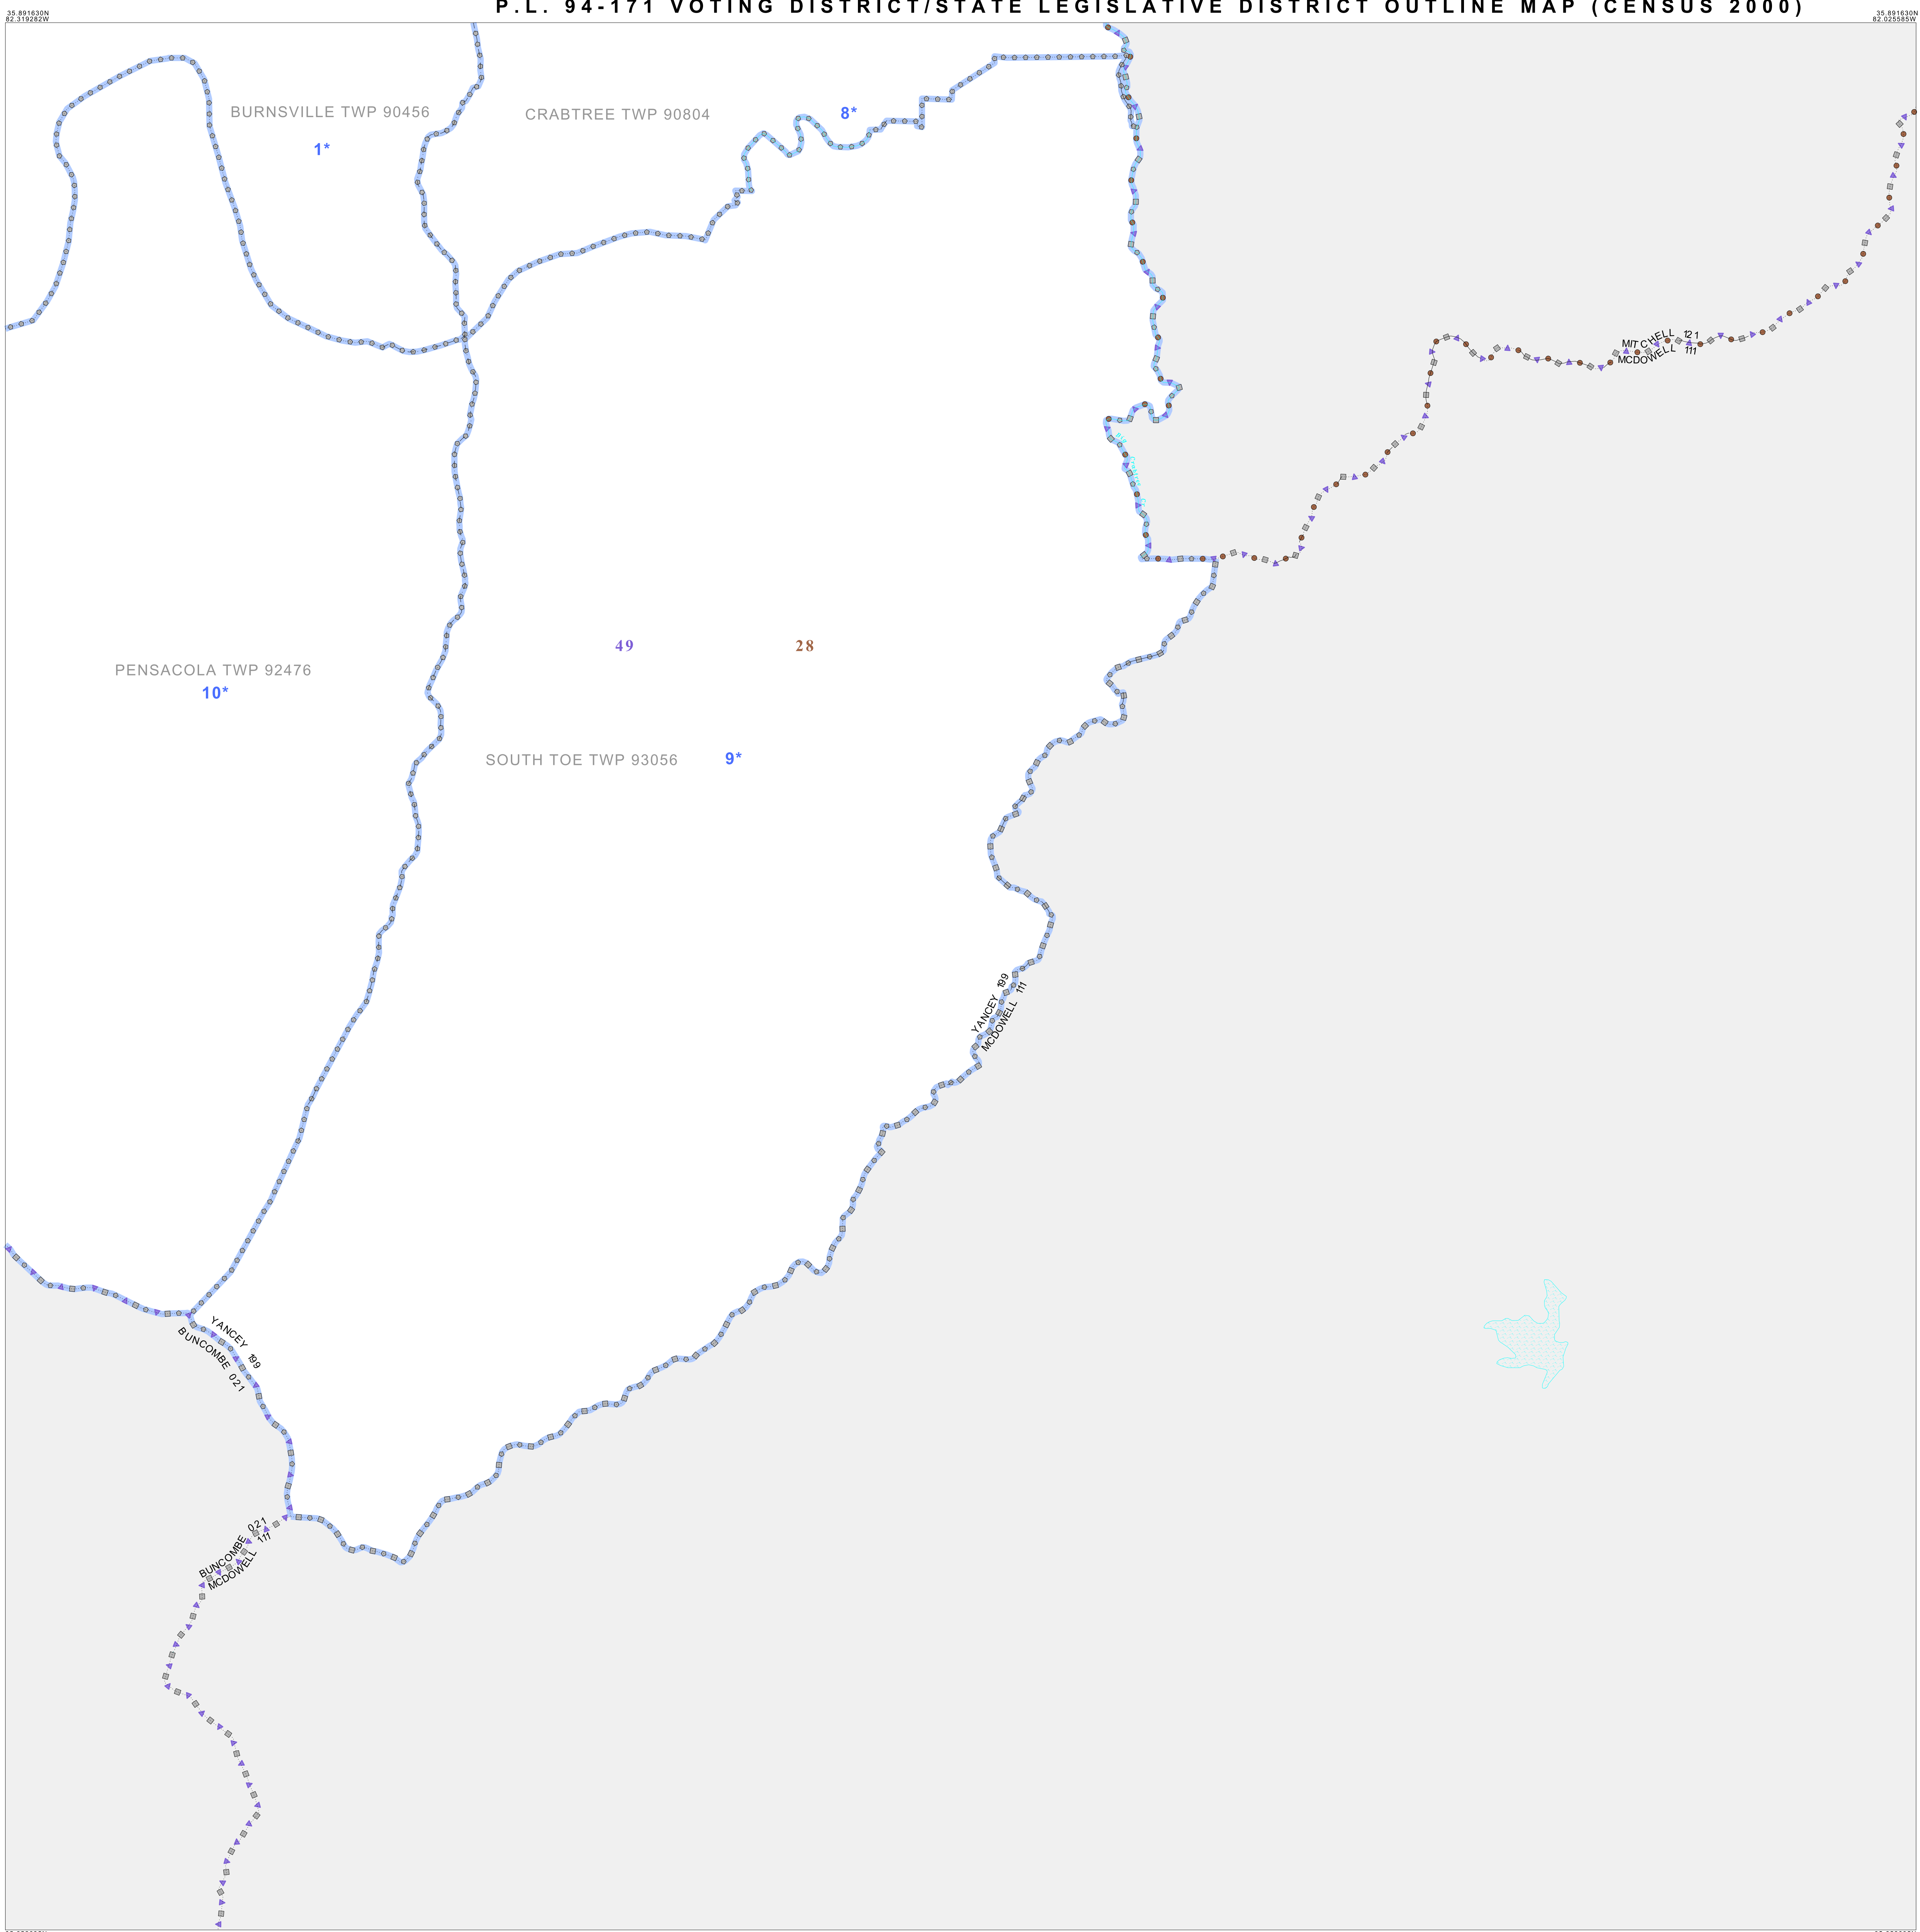 P.L. 94-171 VOTING DISTRICT/STATE LEGISLATIVE DISTRICT OUTLINE MAP (CENSUS 2000)
35.891630N
82.319282W
35.891630N
82.025585W
BURNSVILLE TWP 90456
1*
CRABTREE TWP 90804
8*
MITCHELL 121
MCDOWELL 111
49
28
PENSACOLA TWP 92476
10*
SOUTH TOE TWP 93056
9*
YANCEY 199
MCDOWELL 111
YANCEY 199
BUNCOMBE 021
BUNCOMBE 021
MCDOWELL 111